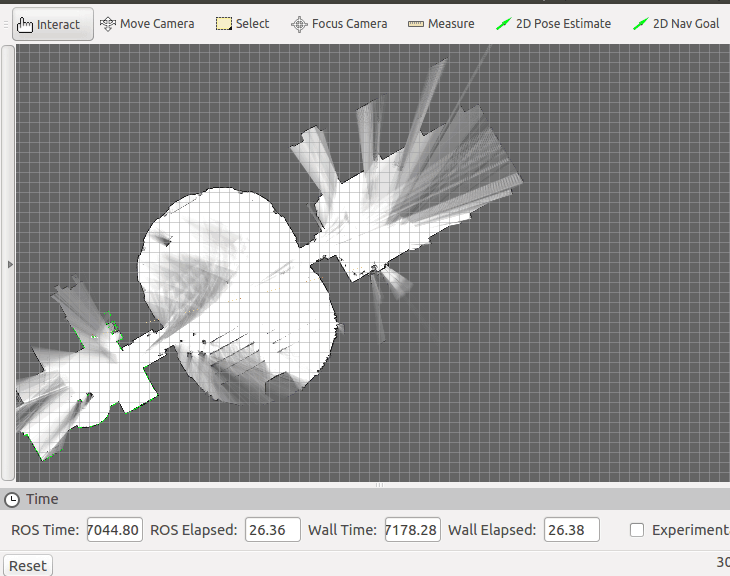 Interact Move Camera Select Focus Camera Measure 2D Pose Estimate 2D Nav Goal
Time
ROS Time: 7044.80 ROS Elapsed: 26.36 Wall Time: 7178.28 Wall Elapsed: 26.38 Experiment
Reset 30